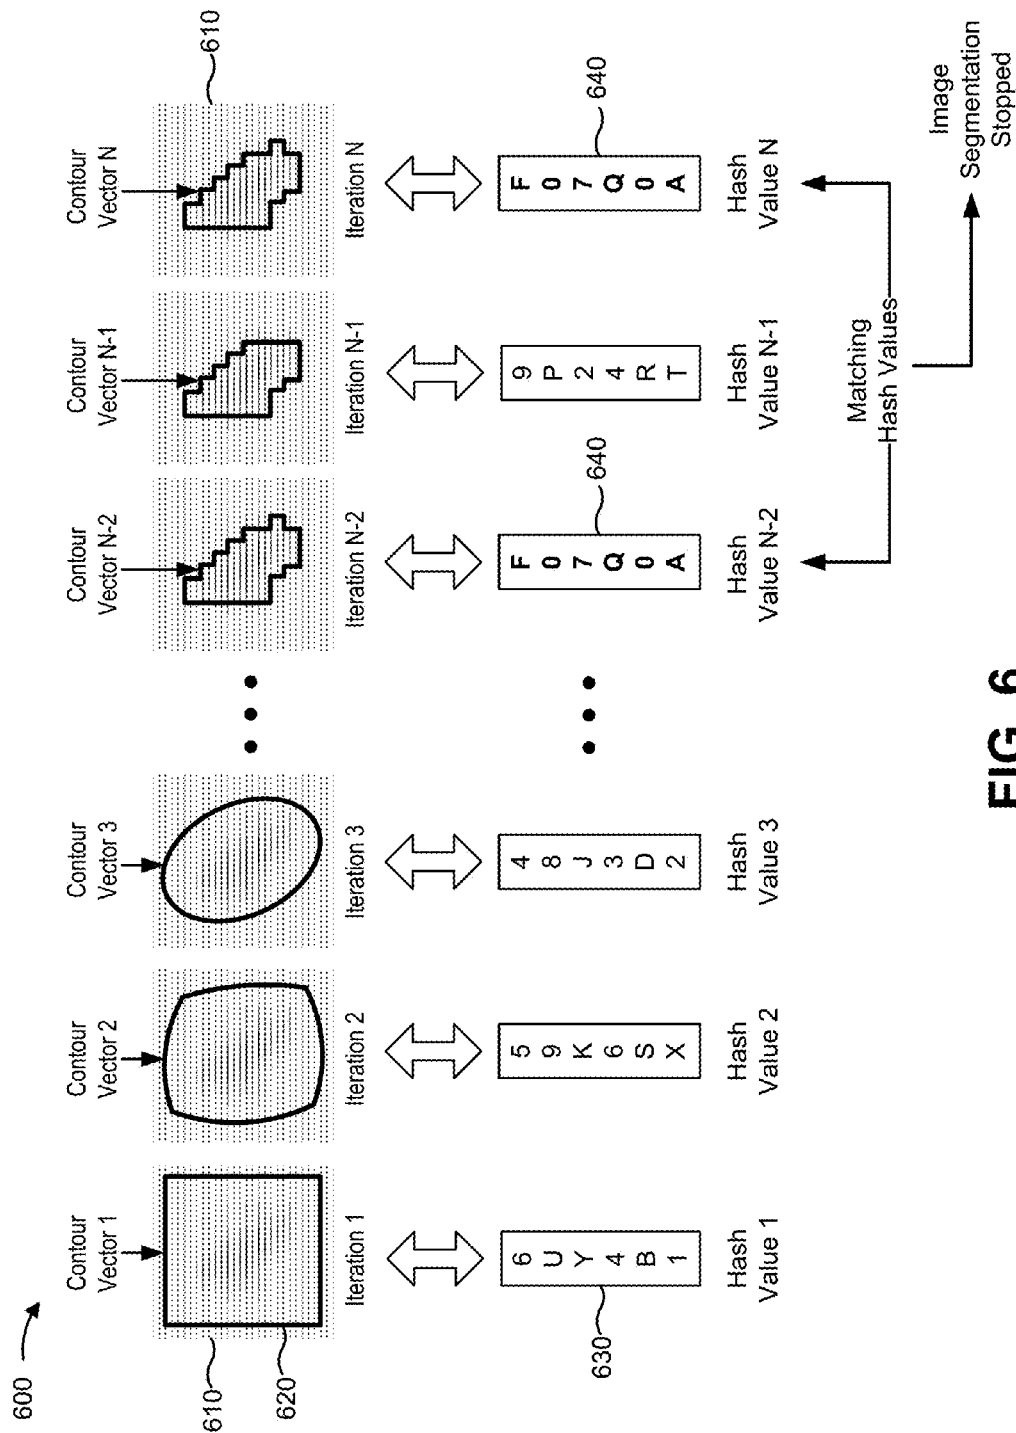 600
Contour
Vector 1
Contour
Vector 2
Contour
Vector 3
Contour
Vector N-2
Contour
Vector N-1
Contour
Vector N
610
620
610
Iteration 1
Iteration 2
Iteration 3
Iteration N-2
Iteration N-1
Iteration N
630
640
640
6 U Y 4 B 1
5 9 K 6 S X
4 8 J 3 D 2
F 0 7 Q 0 A
9 P 2 4 R T
F 0 7 Q 0 A
Hash
Value 1
Hash
Value 2
Hash
Value 3
Hash
Value N-2
Hash
Value N-1
Hash
Value N
Matching
Hash Values
Image
Segmentation
Stopped
FIG. 6